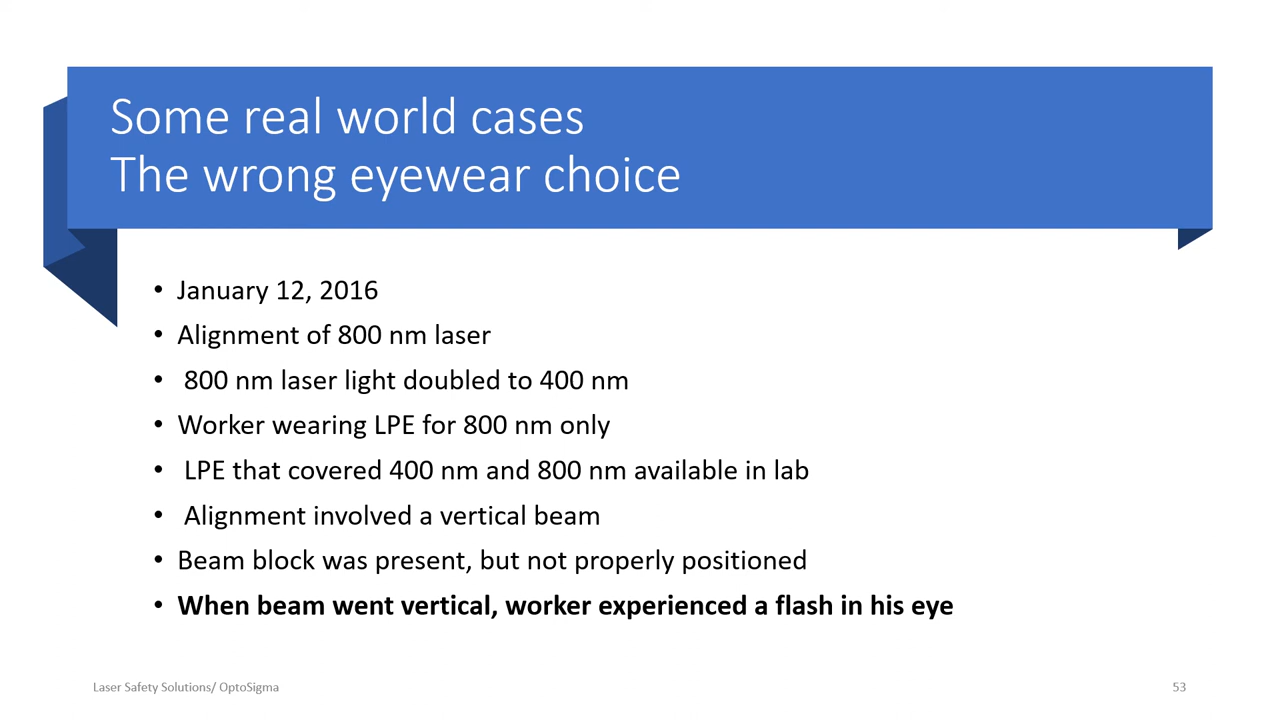 Some real world cases
The wrong eyewear choice
• January 12, 2016
• Alignment of 800 nm laser
• 800 nm laser light doubled to 400 nm
• Worker wearing LPE for 800 nm only
• LPE that covered 400 nm and 800 nm available in lab
• Alignment involved a vertical beam
• Beam block was present, but not properly positioned
• When beam went vertical, worker experienced a flash in his eye
Laser Safety Solutions/ OptoSigma
53